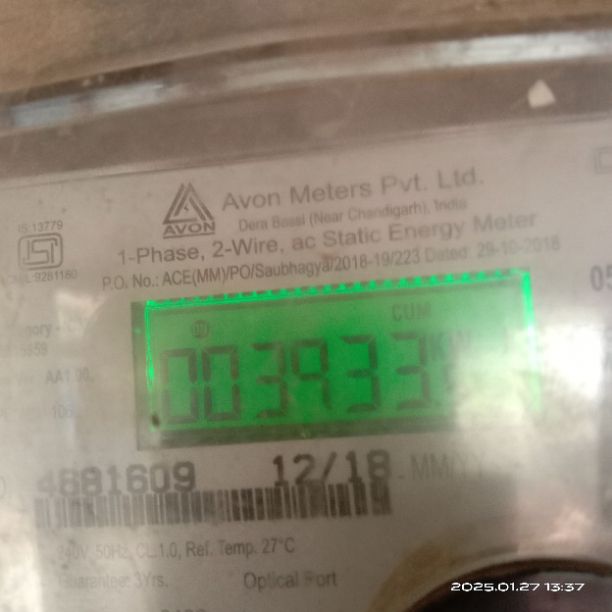 Avon Meters Pvt. Ltd.
AVON
Dera Bassi (Near Chandigarh), India
IS:13779
1-Phase, 2-Wire, ac Static Energy Meter
P.O. No.: ACE(MM)/PO/Saubhagya/2018-19/223 Dated: 29-10-2018
CUM
003933
4881609 12/18 MM/YY
240V, 50Hz, CL.1.0, Ref. Temp. 27°C
Guarantee: 3Yrs. Optical Port
2025.01.27 13:37